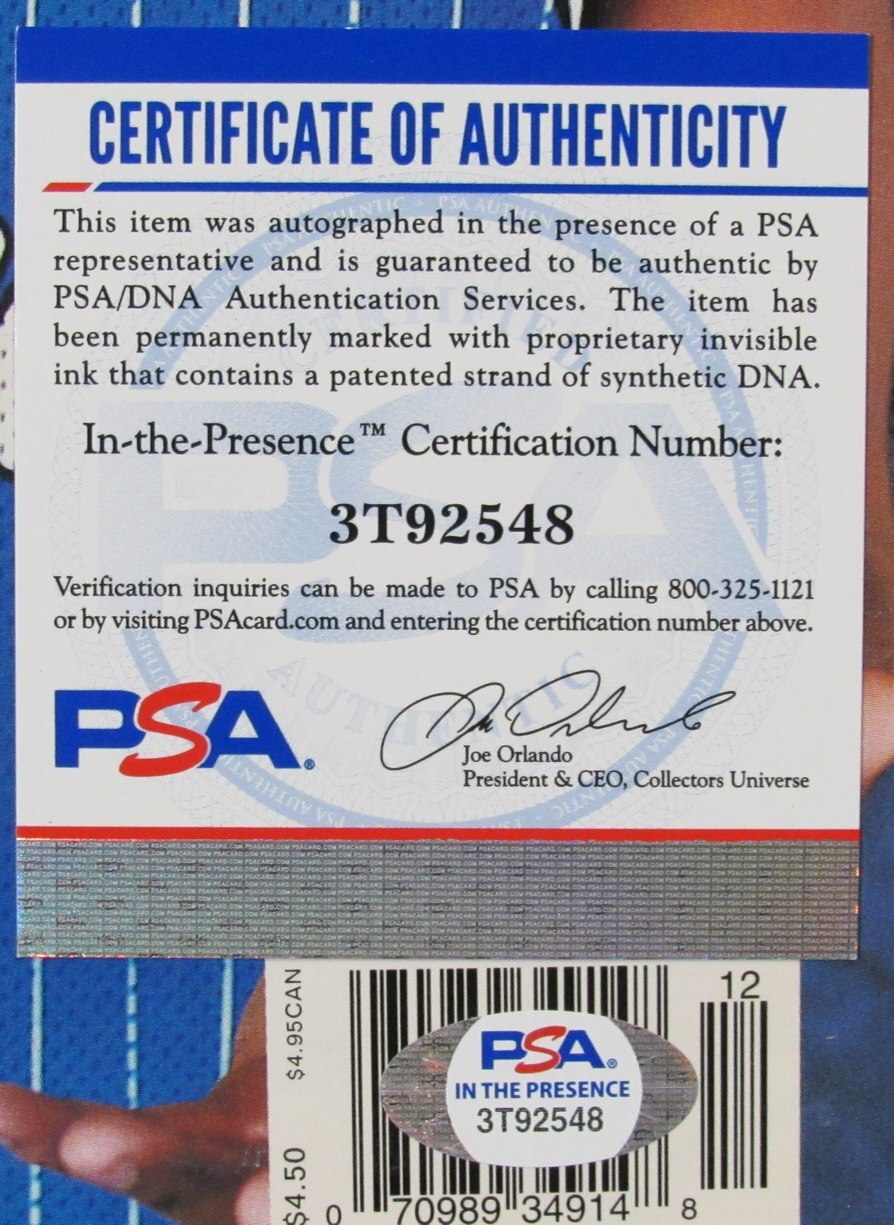 CERTIFICATE OF AUTHENTICITY
This item was autographed in the presence of a PSA
representative and is guaranteed to be authentic by
PSA/DNA Authentication Services. The item has
been permanently marked with proprietary invisible
ink that contains a patented strand of synthetic DNA.
In-the-Presence™ Certification Number:
3T92548
Verification inquiries can be made to PSA by calling 800-325-1121
or by visiting PSAcard.com and entering the certification number above.
PSA®
Joe Orlando
President & CEO, Collectors Universe
$4.95CAN
$4.50
12
PSA®
IN THE PRESENCE
3T92548
0 70989 34914 8